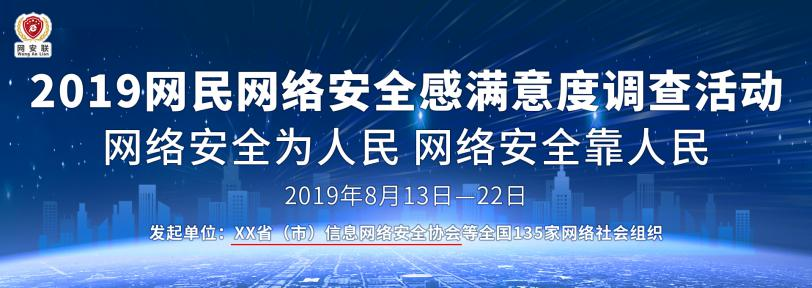 网安联
Wang An Lian
2019网民网络安全感满意度调查活动
网络安全为人民 网络安全靠人民
2019年8月13日—22日
发起单位：XX省（市）信息网络安全协会等全国135家网络社会组织